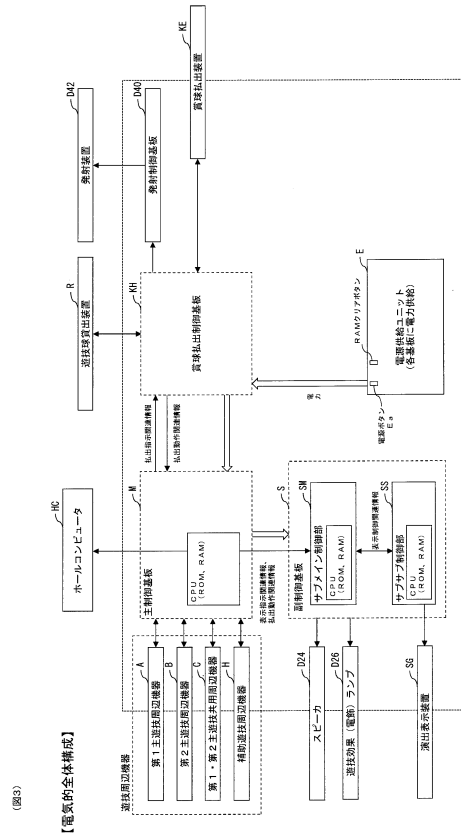 (図3)
【電気的全体構成】
HC
ホールコンピュータ
R
遊技球貸出装置
D42
発射装置
D40
発射制御基板
KE
賞球払出装置
KH
賞球払出制御基板
M
主制御基板
CPU
(ROM、RAM)
払出指示関連情報
払出動作関連情報
遊技周辺機器
A
第1主遊技周辺機器
B
第2主遊技周辺機器
C
第1・第2主遊技共用周辺機器
H
補助遊技周辺機器
表示指示関連情報、
払出動作関連情報
S
副制御基板
SM
サブメイン制御部
CPU
(ROM、RAM)
表示制御関連情報
SS
サブサブ制御部
CPU
(ROM、RAM)
D24
スピーカ
D26
遊技効果(電飾)ランプ
SG
演出表示装置
電力
E
RAMクリアボタン
電源供給ユニット
(各基板に電力供給)
電源ボタン
Ea